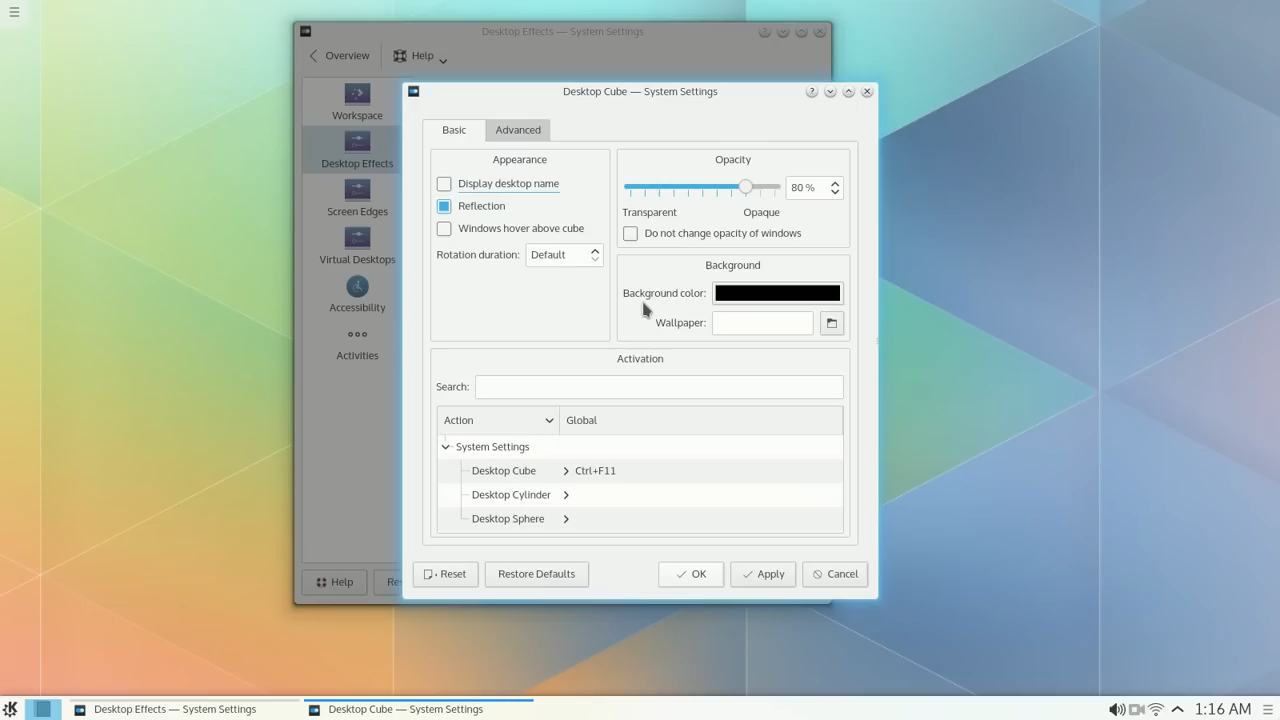 Desktop Effects — System Settings
Overview
Help
Workspace
Desktop Effects
Screen Edges
Virtual Desktops
Accessibility
Activities
Help
Res
Desktop Cube — System Settings
Basic
Advanced
Appearance
Display desktop name
Reflection
Windows hover above cube
Rotation duration: Default
Opacity
80 %
Transparent Opaque
Do not change opacity of windows
Background
Background color:
Wallpaper:
Activation
Search:
Action Global
System Settings
Desktop Cube Ctrl+F11
Desktop Cylinder
Desktop Sphere
Reset Restore Defaults OK Apply Cancel
Desktop Effects — System Settings Desktop Cube — System Settings 1:16 AM